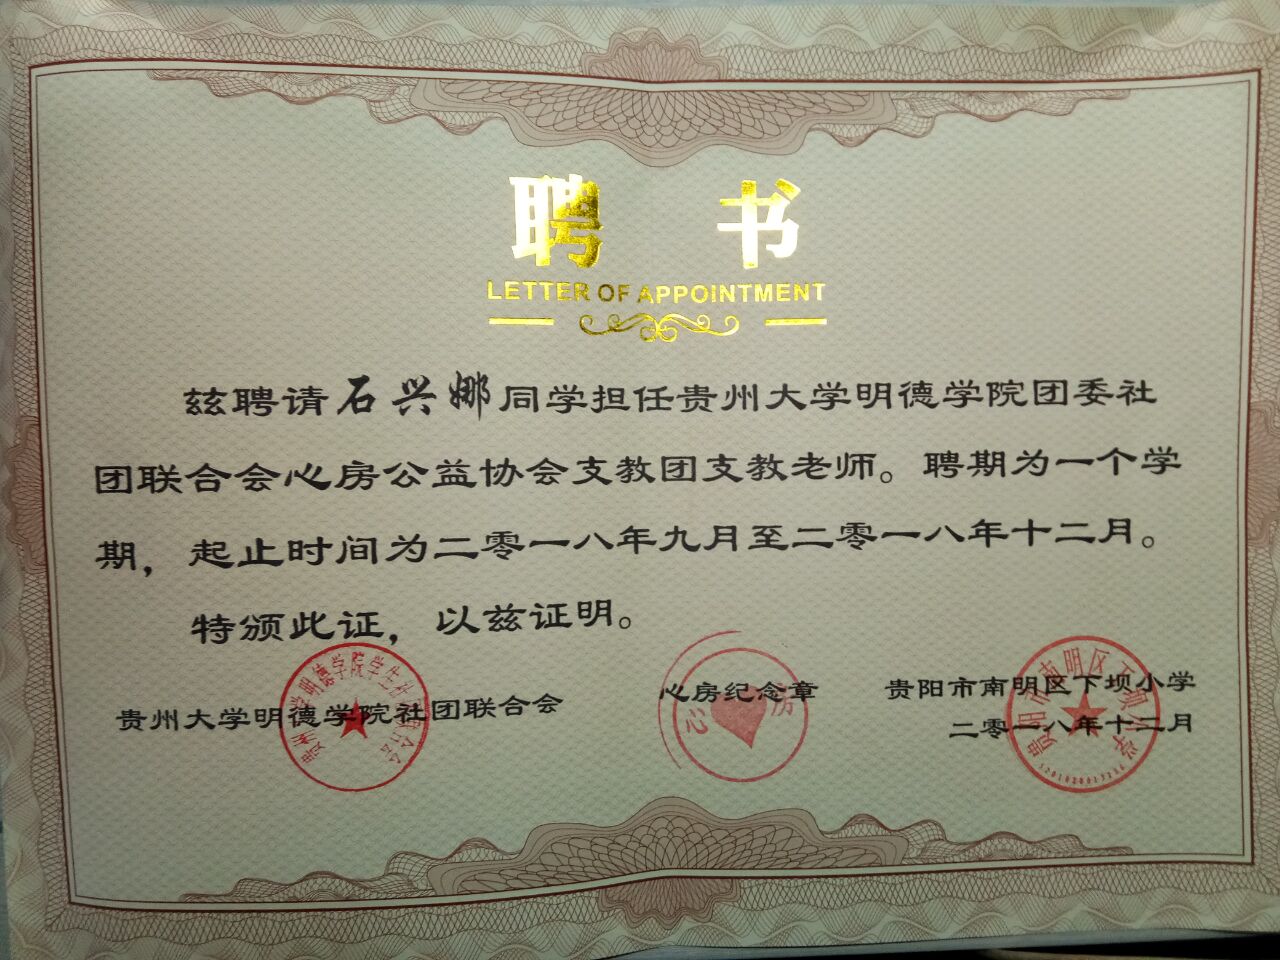 聘 书
LETTER OF APPOINTMENT
兹聘请石兴娜同学担任贵州大学明德学院团委社
团联合会心房公益协会支教团支教老师。聘期为一个学
期，起止时间为二零一八年九月至二零一八年十二月。
特颁此证，以兹证明。
贵州大学明德学院社团联合会
心房纪念章
贵阳市南明区下坝小学
二零一八年十二月
贵州大学明德学院学生社团联合会
心房
贵阳市南明区下坝小学